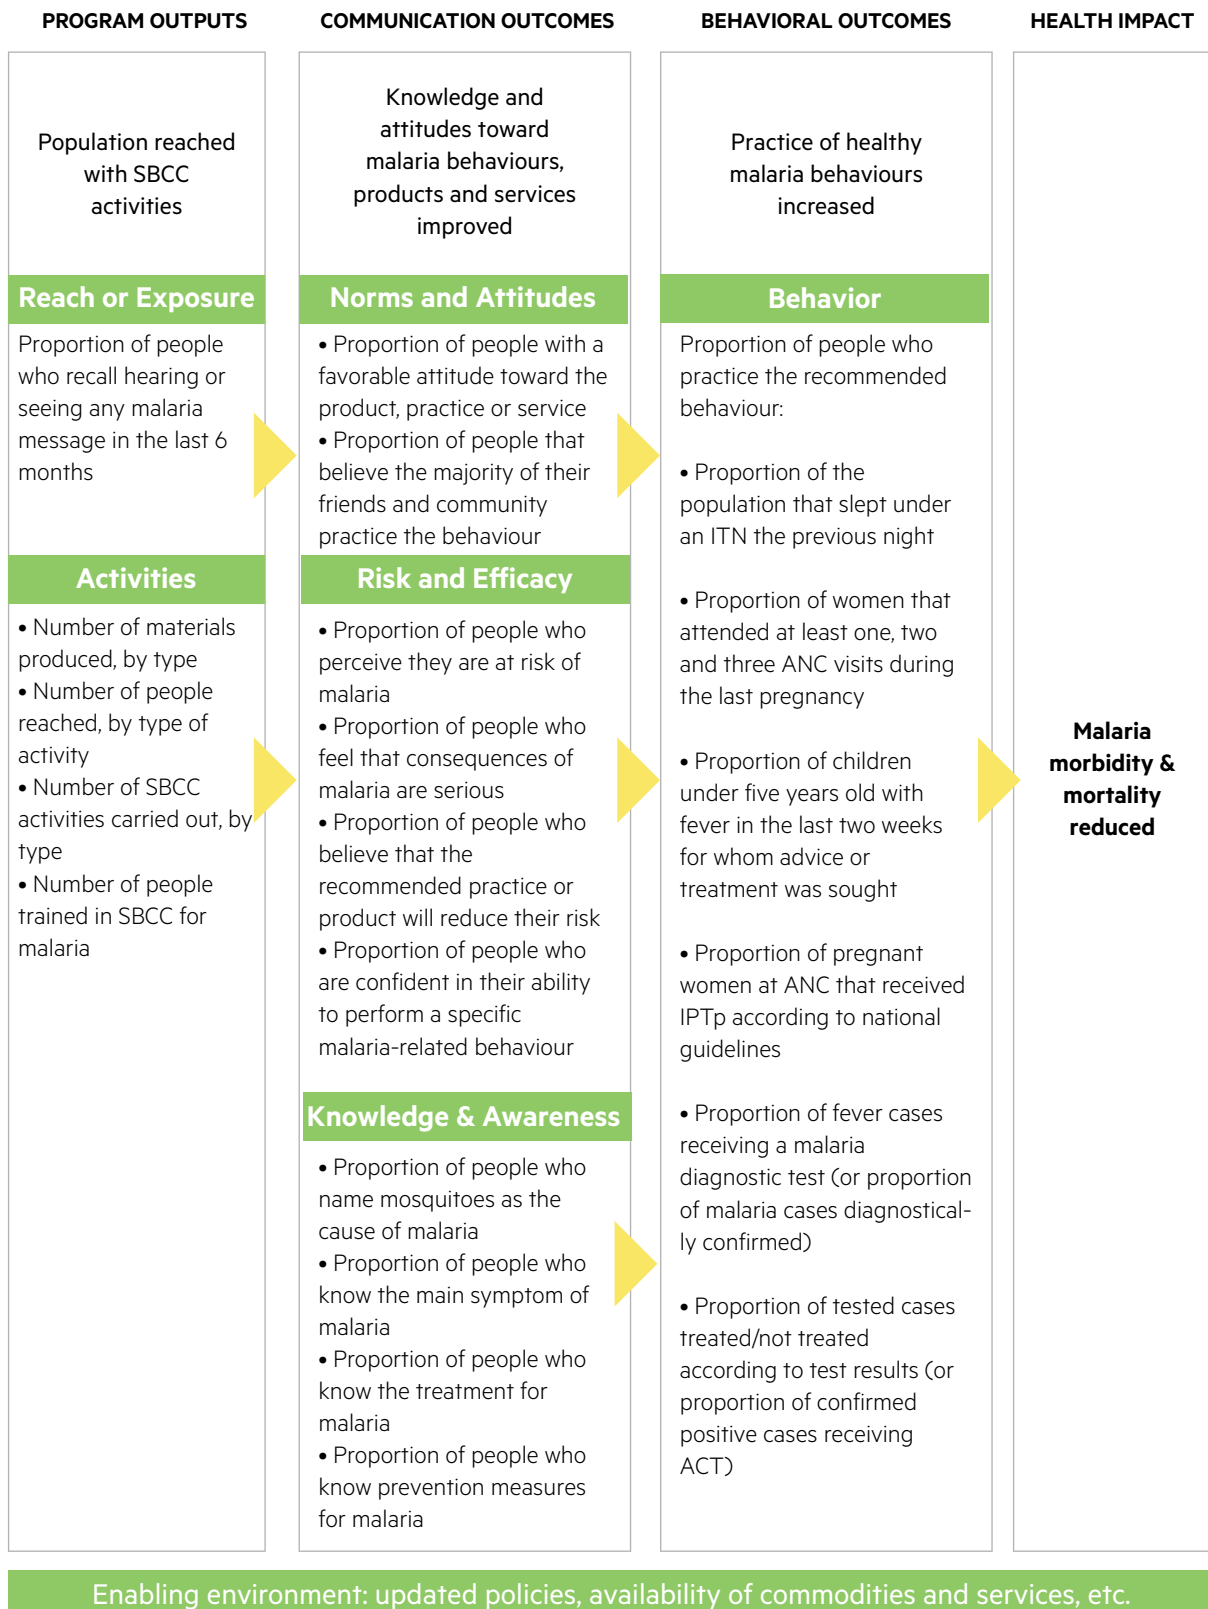 PROGRAM OUTPUTS
Population reached
with SBCC
activities
Reach or Exposure
Proportion of people
who recall hearing or
seeing any malaria
message in the last 6
months
Activities
• Number of materials
produced, by type
• Number of people
reached, by type of
activity
• Number of SBCC
activities carried out, by
type
• Number of people
trained in SBCC for
malaria
COMMUNICATION OUTCOMES
Knowledge and
attitudes toward
malaria behaviours,
products and services
improved
Norms and Attitudes
• Proportion of people with a
favorable attitude toward the
product, practice or service
• Proportion of people that
believe the majority of their
friends and community
practice the behaviour
Risk and Efficacy
• Proportion of people who
perceive they are at risk of
malaria
• Proportion of people who
feel that consequences of
malaria are serious
• Proportion of people who
believe that the
recommended practice or
product will reduce their risk
• Proportion of people who
are confident in their ability
to perform a specific
malaria-related behaviour
Knowledge & Awareness
• Proportion of people who
name mosquitoes as the
cause of malaria
• Proportion of people who
know the main symptom of
malaria
• Proportion of people who
know the treatment for
malaria
• Proportion of people who
know prevention measures
for malaria
BEHAVIORAL OUTCOMES
Practice of healthy
malaria behaviours
increased
Behavior
Proportion of people who
practice the recommended
behaviour:
• Proportion of the
population that slept under
an ITN the previous night
• Proportion of women that
attended at least one, two
and three ANC visits during
the last pregnancy
• Proportion of children
under five years old with
fever in the last two weeks
for whom advice or
treatment was sought
• Proportion of pregnant
women at ANC that received
IPTp according to national
guidelines
• Proportion of fever cases
receiving a malaria
diagnostic test (or proportion
of malaria cases diagnostical-
ly confirmed)
• Proportion of tested cases
treated/not treated
according to test results (or
proportion of confirmed
positive cases receiving
ACT)
HEALTH IMPACT
Malaria
morbidity &
mortality
reduced
Enabling environment: updated policies, availability of commodities and services, etc.